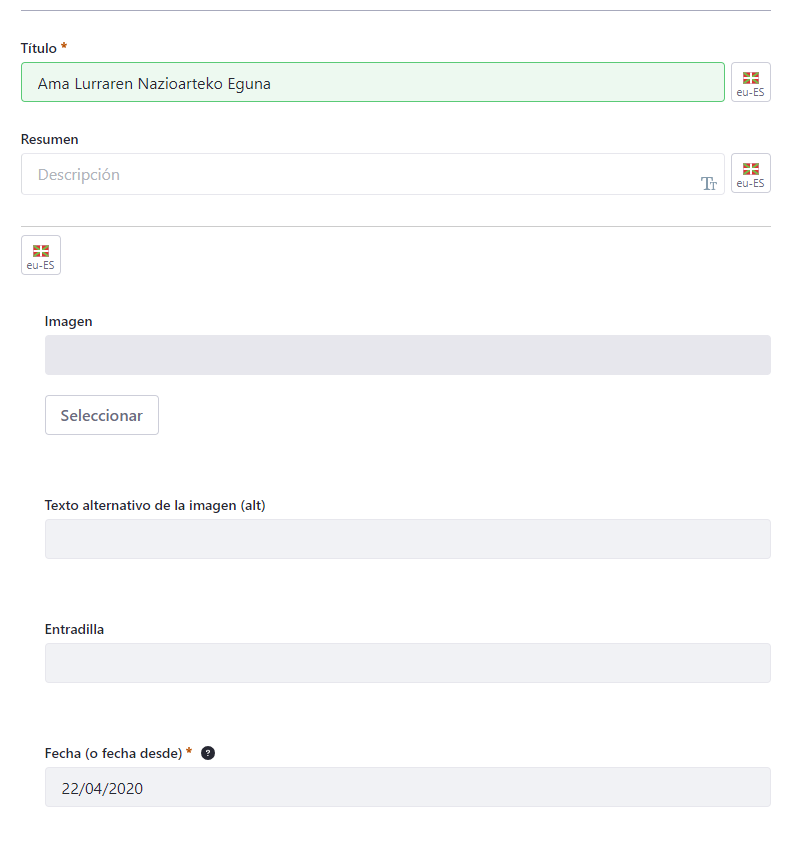 Título *
Ama Lurraren Nazioarteko Eguna
eu-ES
Resumen
Descripción
Tт
eu-ES
eu-ES
Imagen
Seleccionar
Texto alternativo de la imagen (alt)
Entradilla
Fecha (o fecha desde) * ?
22/04/2020